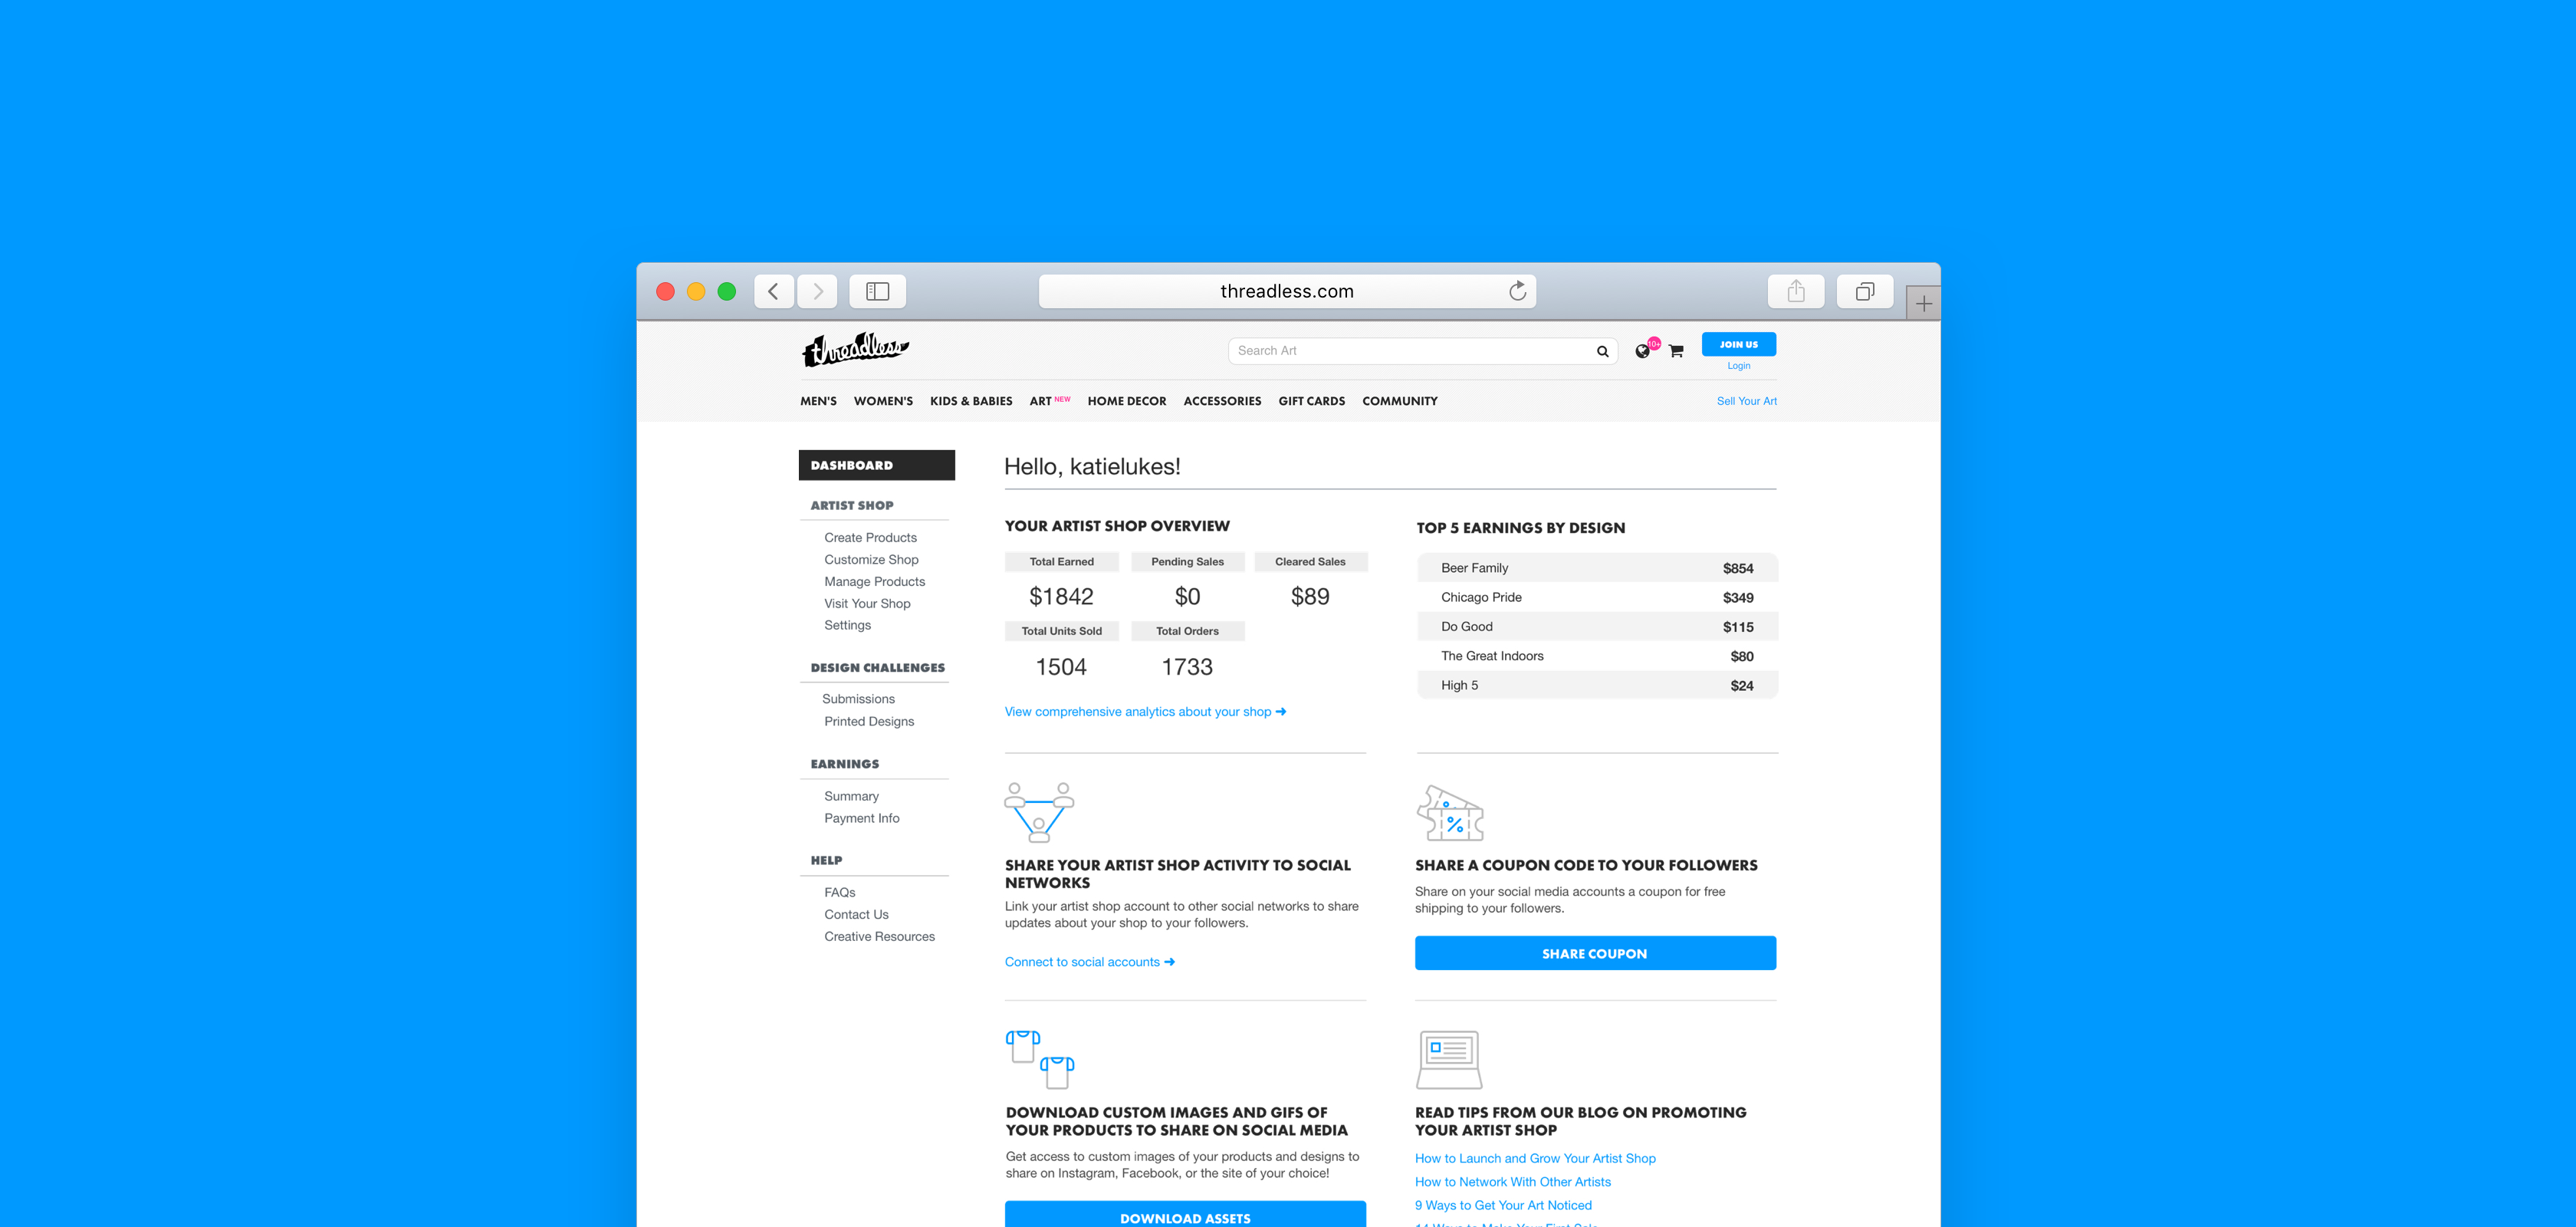 threadless.com
threadless
Search Art
10+
JOIN US
Login
MEN'S WOMEN'S KIDS & BABIES ART NEW HOME DECOR ACCESSORIES GIFT CARDS COMMUNITY
Sell Your Art
DASHBOARD
ARTIST SHOP
Create Products
Customize Shop
Manage Products
Visit Your Shop
Settings
DESIGN CHALLENGES
Submissions
Printed Designs
EARNINGS
Summary
Payment Info
HELP
FAQs
Contact Us
Creative Resources
Hello, katielukes!
YOUR ARTIST SHOP OVERVIEW
Total Earned Pending Sales Cleared Sales
$1842 $0 $89
Total Units Sold Total Orders
1504 1733
View comprehensive analytics about your shop
TOP 5 EARNINGS BY DESIGN
Beer Family $854
Chicago Pride $349
Do Good $115
The Great Indoors $80
High 5 $24
SHARE YOUR ARTIST SHOP ACTIVITY TO SOCIAL
NETWORKS
Link your artist shop account to other social networks to share
updates about your shop to your followers.
Connect to social accounts
SHARE A COUPON CODE TO YOUR FOLLOWERS
Share on your social media accounts a coupon for free
shipping to your followers.
SHARE COUPON
DOWNLOAD CUSTOM IMAGES AND GIFS OF
YOUR PRODUCTS TO SHARE ON SOCIAL MEDIA
Get access to custom images of your products and designs to
share on Instagram, Facebook, or the site of your choice!
DOWNLOAD ASSETS
READ TIPS FROM OUR BLOG ON PROMOTING
YOUR ARTIST SHOP
How to Launch and Grow Your Artist Shop
How to Network With Other Artists
9 Ways to Get Your Art Noticed